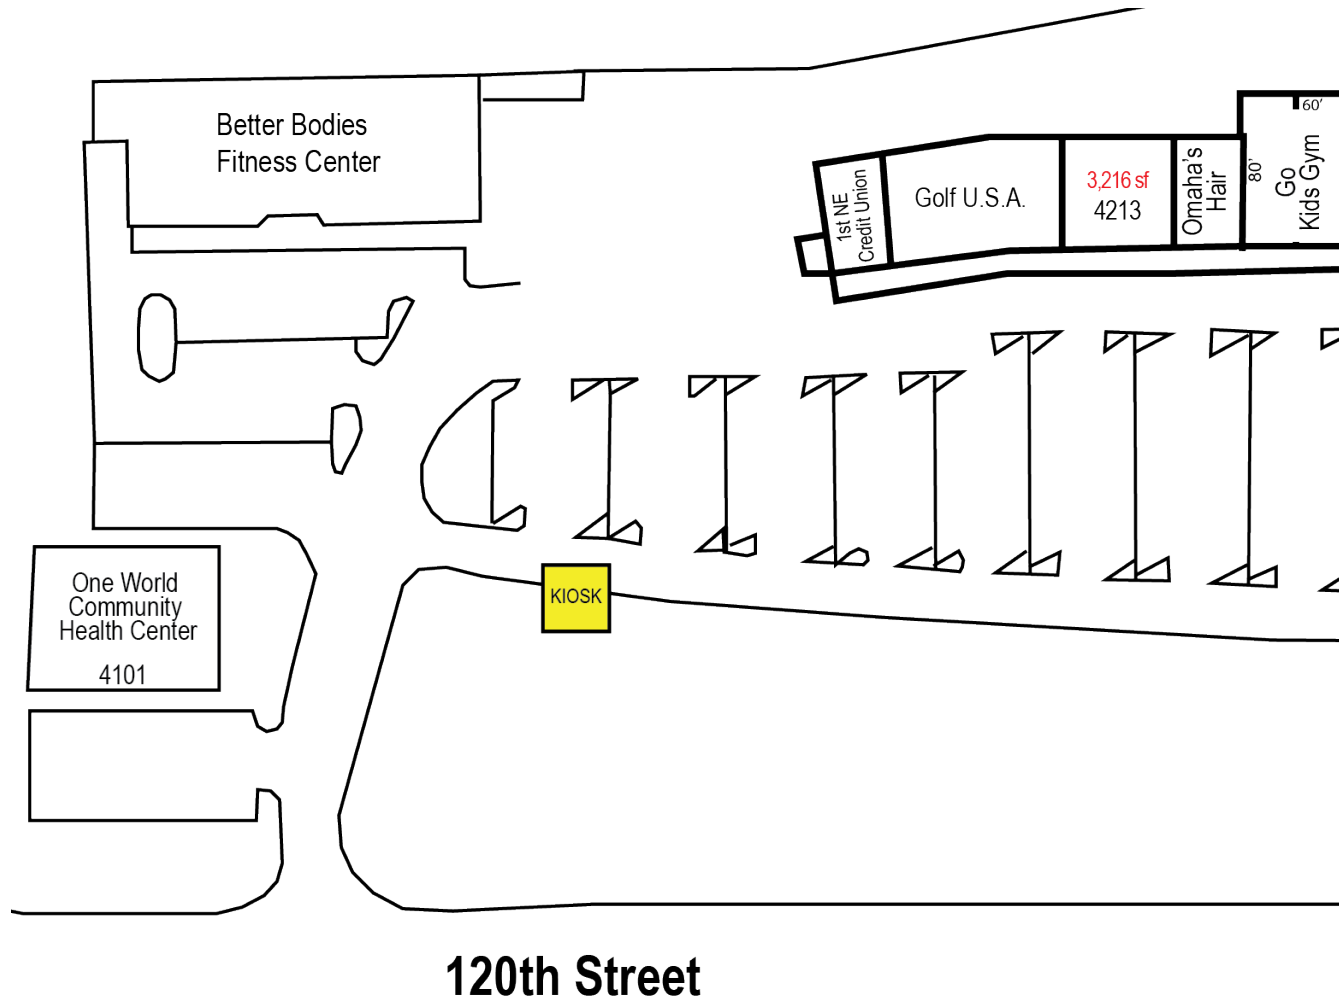 Better Bodies
Fitness Center
1st NE
Credit Union
Golf U.S.A.
3,216 sf
4213
Omaha's
Hair
80'
60'
Go
Kids Gym
One World
Community
Health Center
4101
KIOSK
120th Street